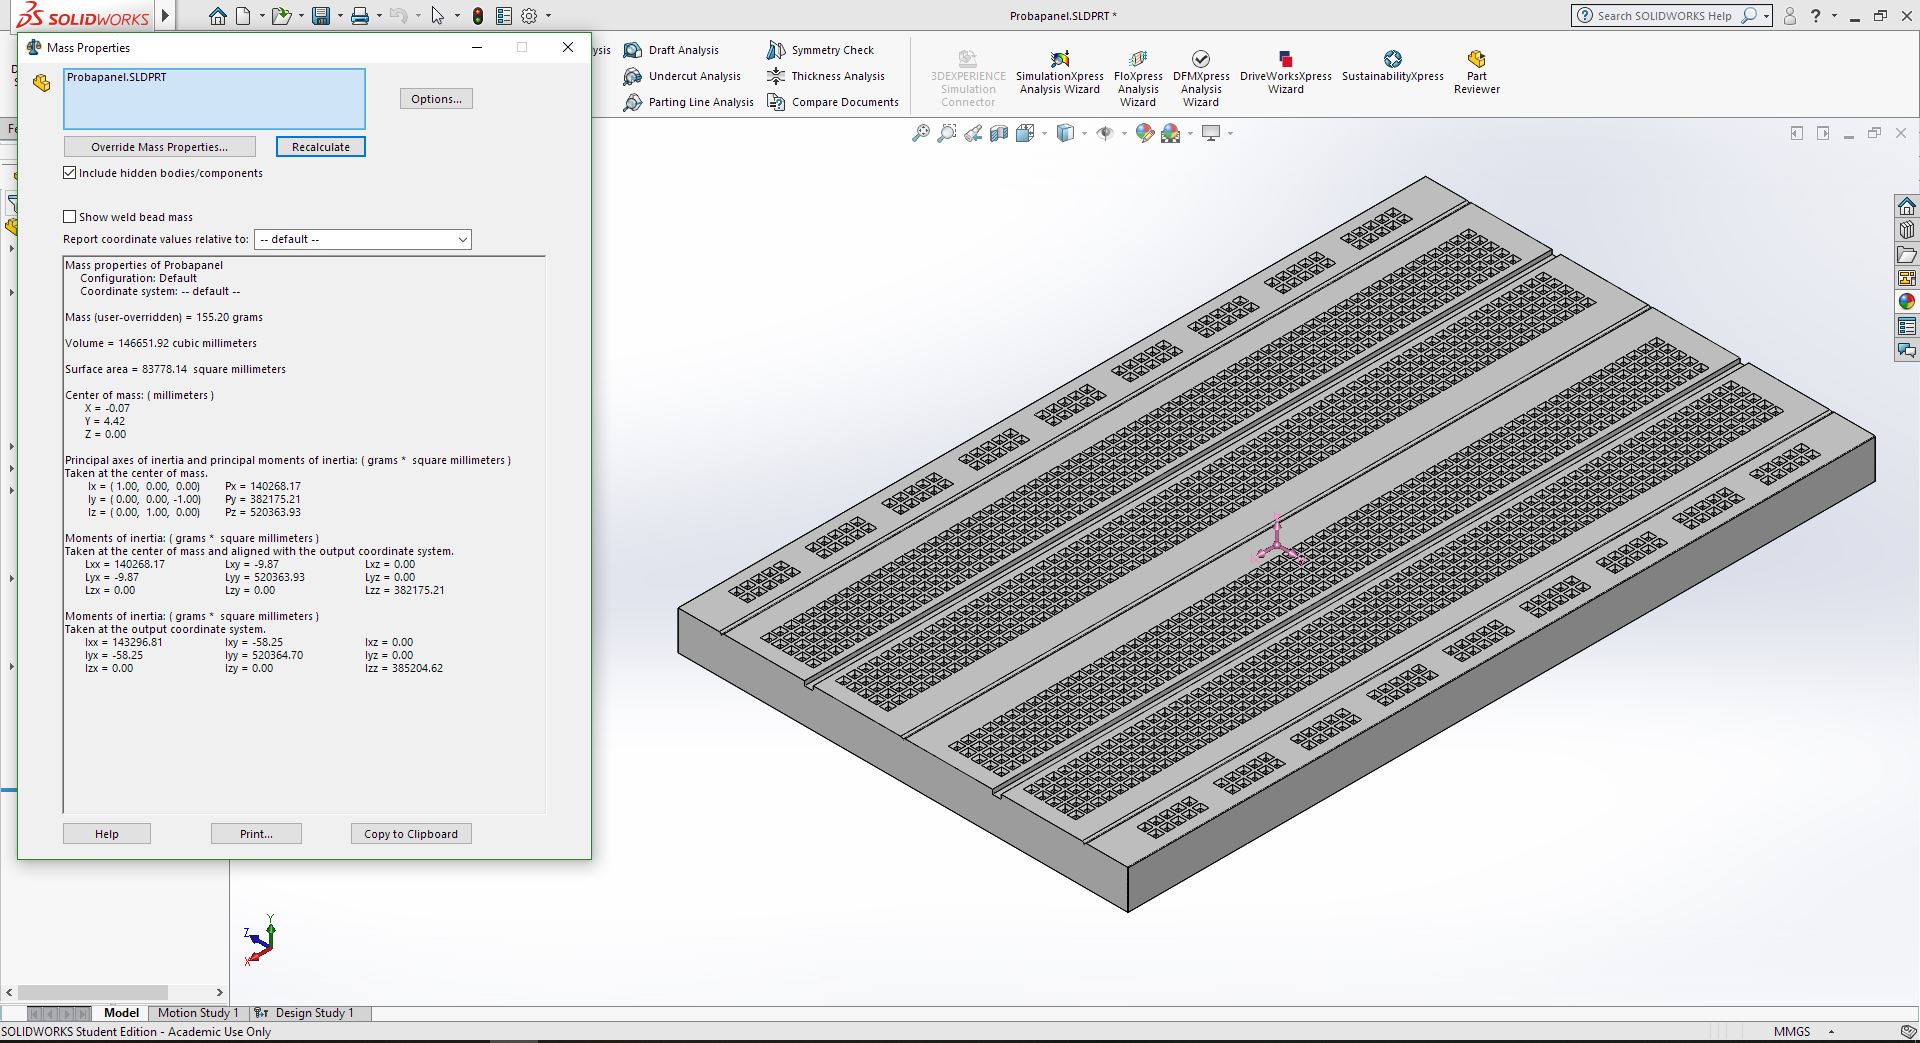 SOLIDWORKS
Probapanel.SLDPRT *
Search SOLIDWORKS Help
Mass Properties
Probapanel.SLDPRT
Options...
Override Mass Properties...
Recalculate
Include hidden bodies/components
Show weld bead mass
Report coordinate values relative to:
-- default --
Mass properties of Probapanel
Configuration: Default
Coordinate system: -- default --
Mass (user-overridden) = 155.20 grams
Volume = 146651.92 cubic millimeters
Surface area = 83778.14 square millimeters
Center of mass: ( millimeters )
X = -0.07
Y = 4.42
Z = 0.00
Principal axes of inertia and principal moments of inertia: ( grams * square millimeters )
Taken at the center of mass.
Ix = ( 1.00, 0.00, 0.00) Px = 140268.17
Iy = ( 0.00, 0.00, -1.00) Py = 382175.21
Iz = ( 0.00, 1.00, 0.00) Pz = 520363.93
Moments of inertia: ( grams * square millimeters )
Taken at the center of mass and aligned with the output coordinate system.
Lxx = 140268.17 Lxy = -9.87 Lxz = 0.00
Lyx = -9.87 Lyy = 520363.93 Lyz = 0.00
Lzx = 0.00 Lzy = 0.00 Lzz = 382175.21
Moments of inertia: ( grams * square millimeters )
Taken at the output coordinate system.
Ixx = 143296.81 Ixy = -58.25 Ixz = 0.00
Iyx = -58.25 Iyy = 520364.70 Iyz = 0.00
Izx = 0.00 Izy = 0.00 Izz = 385204.62
Help
Print...
Copy to Clipboard
Draft Analysis
Undercut Analysis
Parting Line Analysis
Symmetry Check
Thickness Analysis
Compare Documents
3DEXPERIENCE
Simulation
Connector
SimulationXpress
Analysis Wizard
FloXpress
Analysis
Wizard
DFMXpress
Analysis
Wizard
DriveWorksXpress
Wizard
SustainabilityXpress
Part
Reviewer
Y
Z
X
Model
Motion Study 1
Design Study 1
SOLIDWORKS Student Edition - Academic Use Only
MMGS